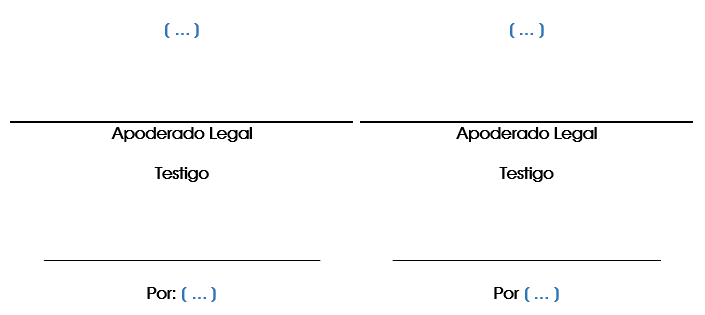 ( ... ) ( ... )
Apoderado Legal Apoderado Legal
Testigo Testigo
Por: ( ... ) Por ( ... )